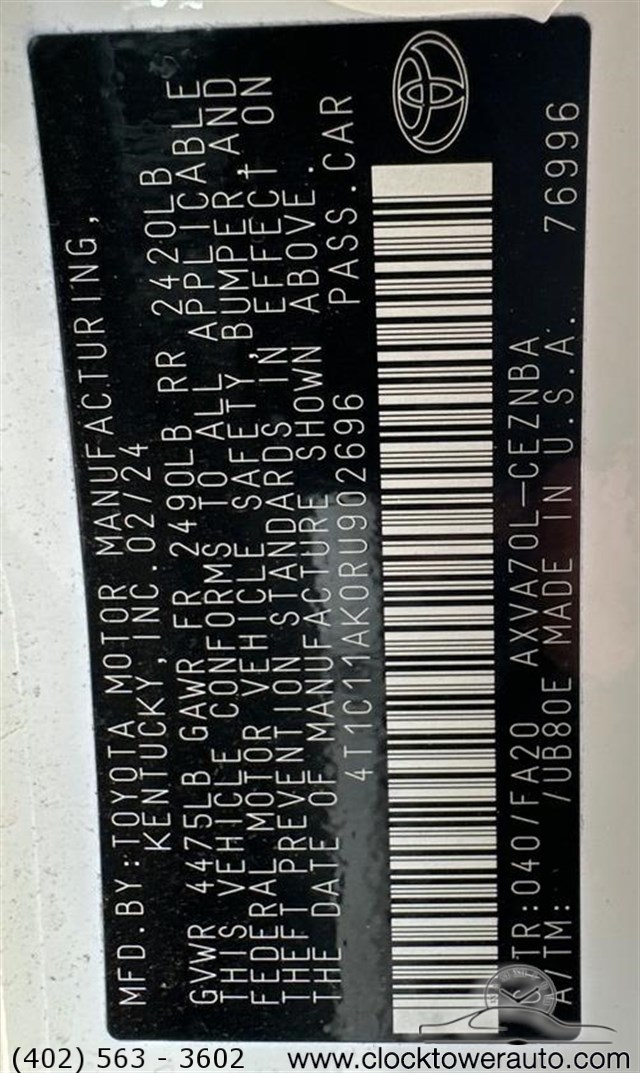 MFD.BY:TOYOTA MOTOR MANUFACTURING,
KENTUCKY,INC.02/24
GVWR 4475LB GAWR FR 2490LB RR 2420LB
THIS VEHICLE CONFORMS TO ALL APPLICABLE
FEDERAL MOTOR VEHICLE SAFETY,BUMPER,AND
THEFT PREVENTION STANDARDS IN EFFECT ON
THE DATE OF MANUFACTURE SHOWN ABOVE.
4T1C11AK0RU902696 PASS.CAR
/TR:040/FA20 AXVA70L-CEZNBA
A/TM: /UB80E MADE IN U.S.A. 76996
(402) 563 - 3602 www.clocktowerauto.com